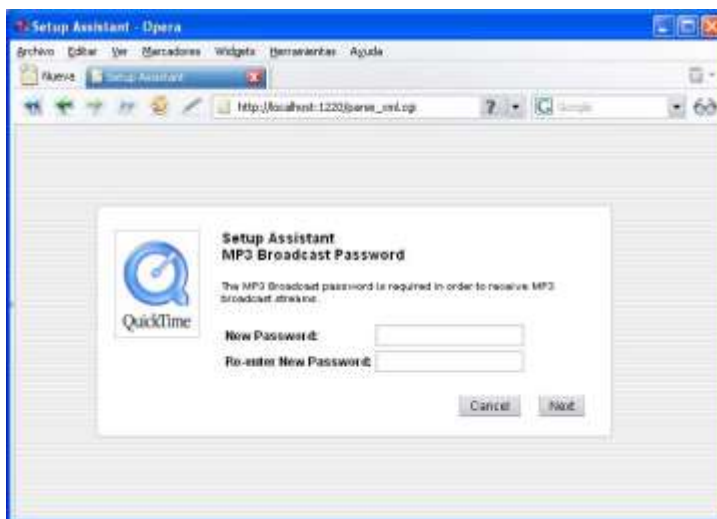 Setup Assistant - Opera
Archivo Editar Ver Marcadores Widgets Herramientas Ayuda
Nueva Setup Assistant
http://localhost:1220/parse_xml.cgi ? Google
Setup Assistant
MP3 Broadcast Password
The MP3 Broadcast password is required in order to receive MP3
broadcast streams.
QuickTime
New Password:
Re-enter New Password:
Cancel Next